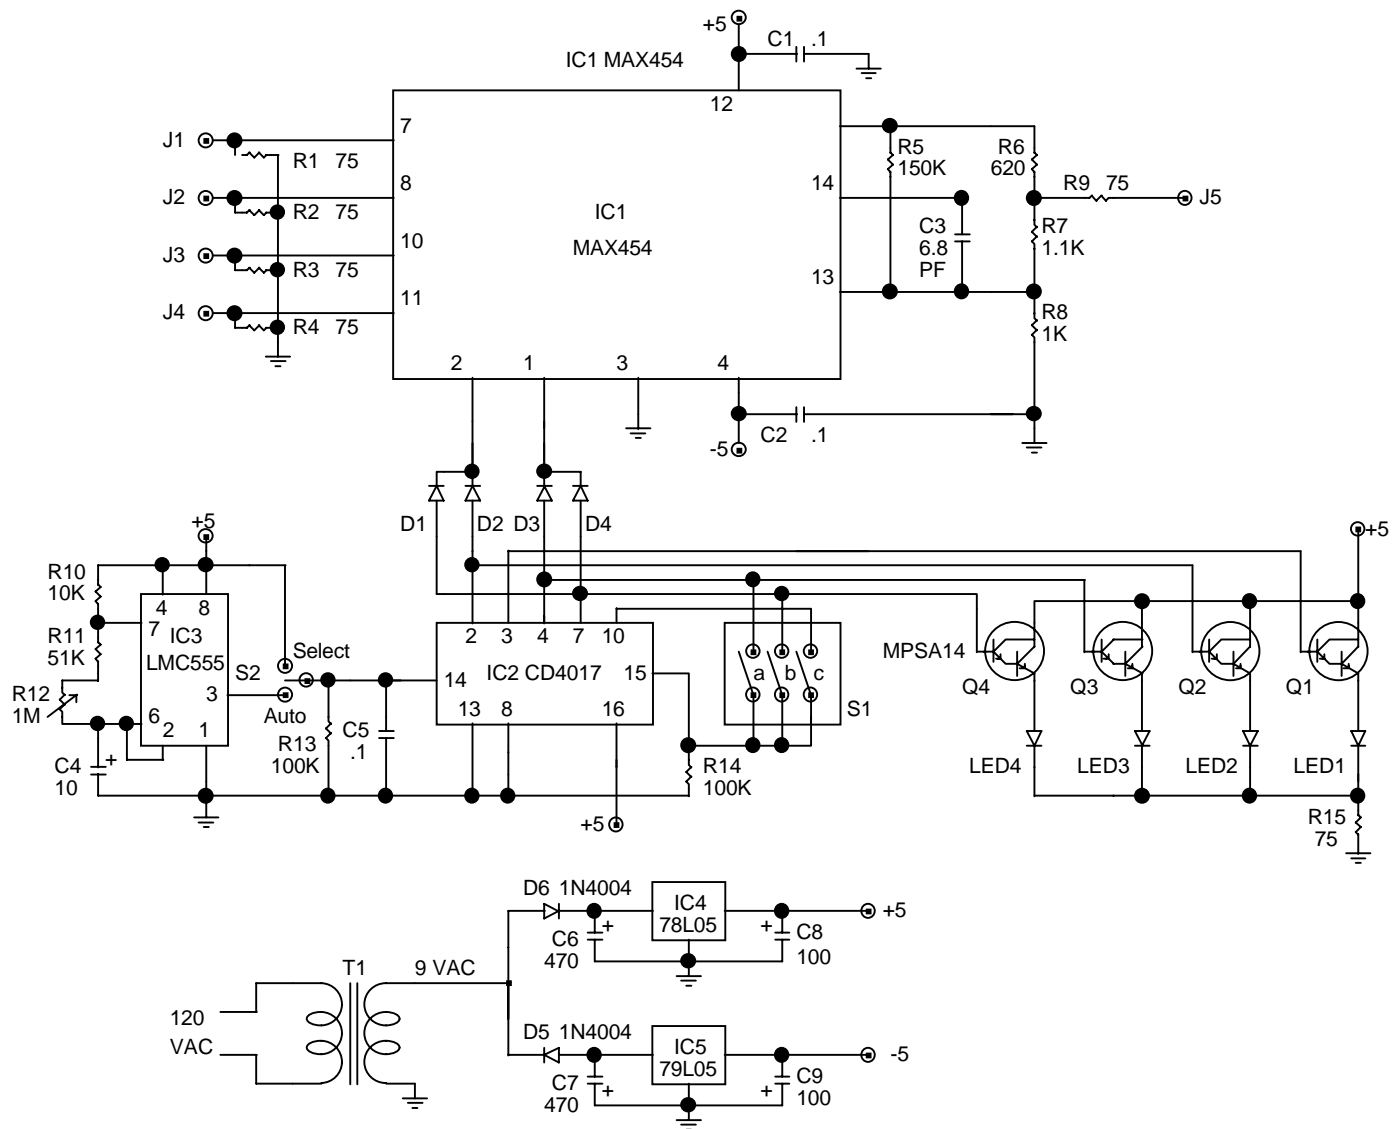 +5
C1 .1
IC1 MAX454
12
J1
7
R1 75
J2
8
R2 75
J3
10
R3 75
J4
11
R4 75
IC1
MAX454
14
13
R5
150K
R6
620
R9 75
J5
C3
6.8
PF
R7
1.1K
R8
1K
2
1
3
4
C2 .1
-5
D1
D2
D3
D4
+5
R10
10K
4
8
7
IC3
LMC555
R11
51K
R12
1M
3
6
2
1
C4
+
10
S2
Select
Auto
R13
100K
C5
.1
2
3
4
7
10
14
IC2 CD4017
15
13
8
16
+5
R14
100K
a
b
c
S1
+5
MPSA14
Q4
Q3
Q2
Q1
LED4
LED3
LED2
LED1
R15
75
D6 1N4004
IC4
78L05
+5
C6
+
470
+
C8
100
T1
9 VAC
120
VAC
D5 1N4004
IC5
79L05
-5
C7
+
470
+
C9
100